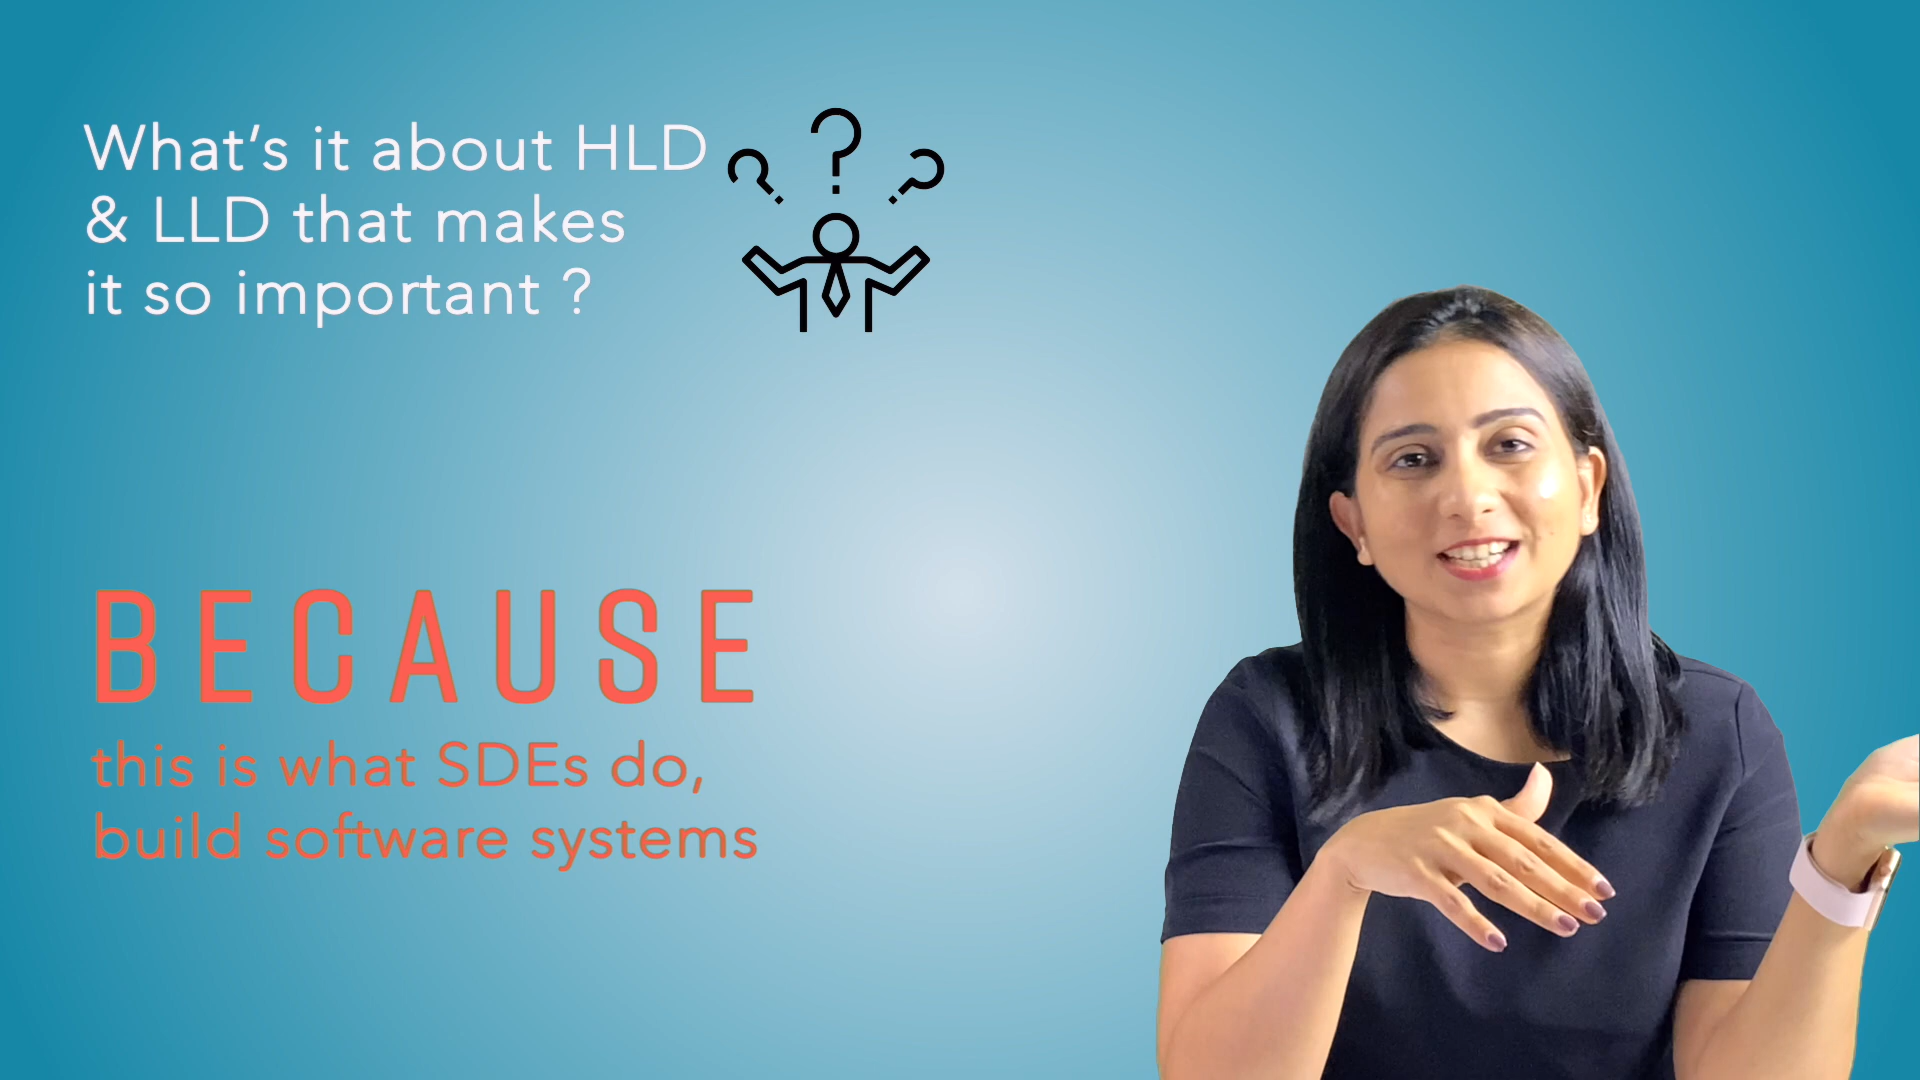 What's it about HLD
& LLD that makes
it so important ?
BECAUSE
this is what SDEs do,
build software systems